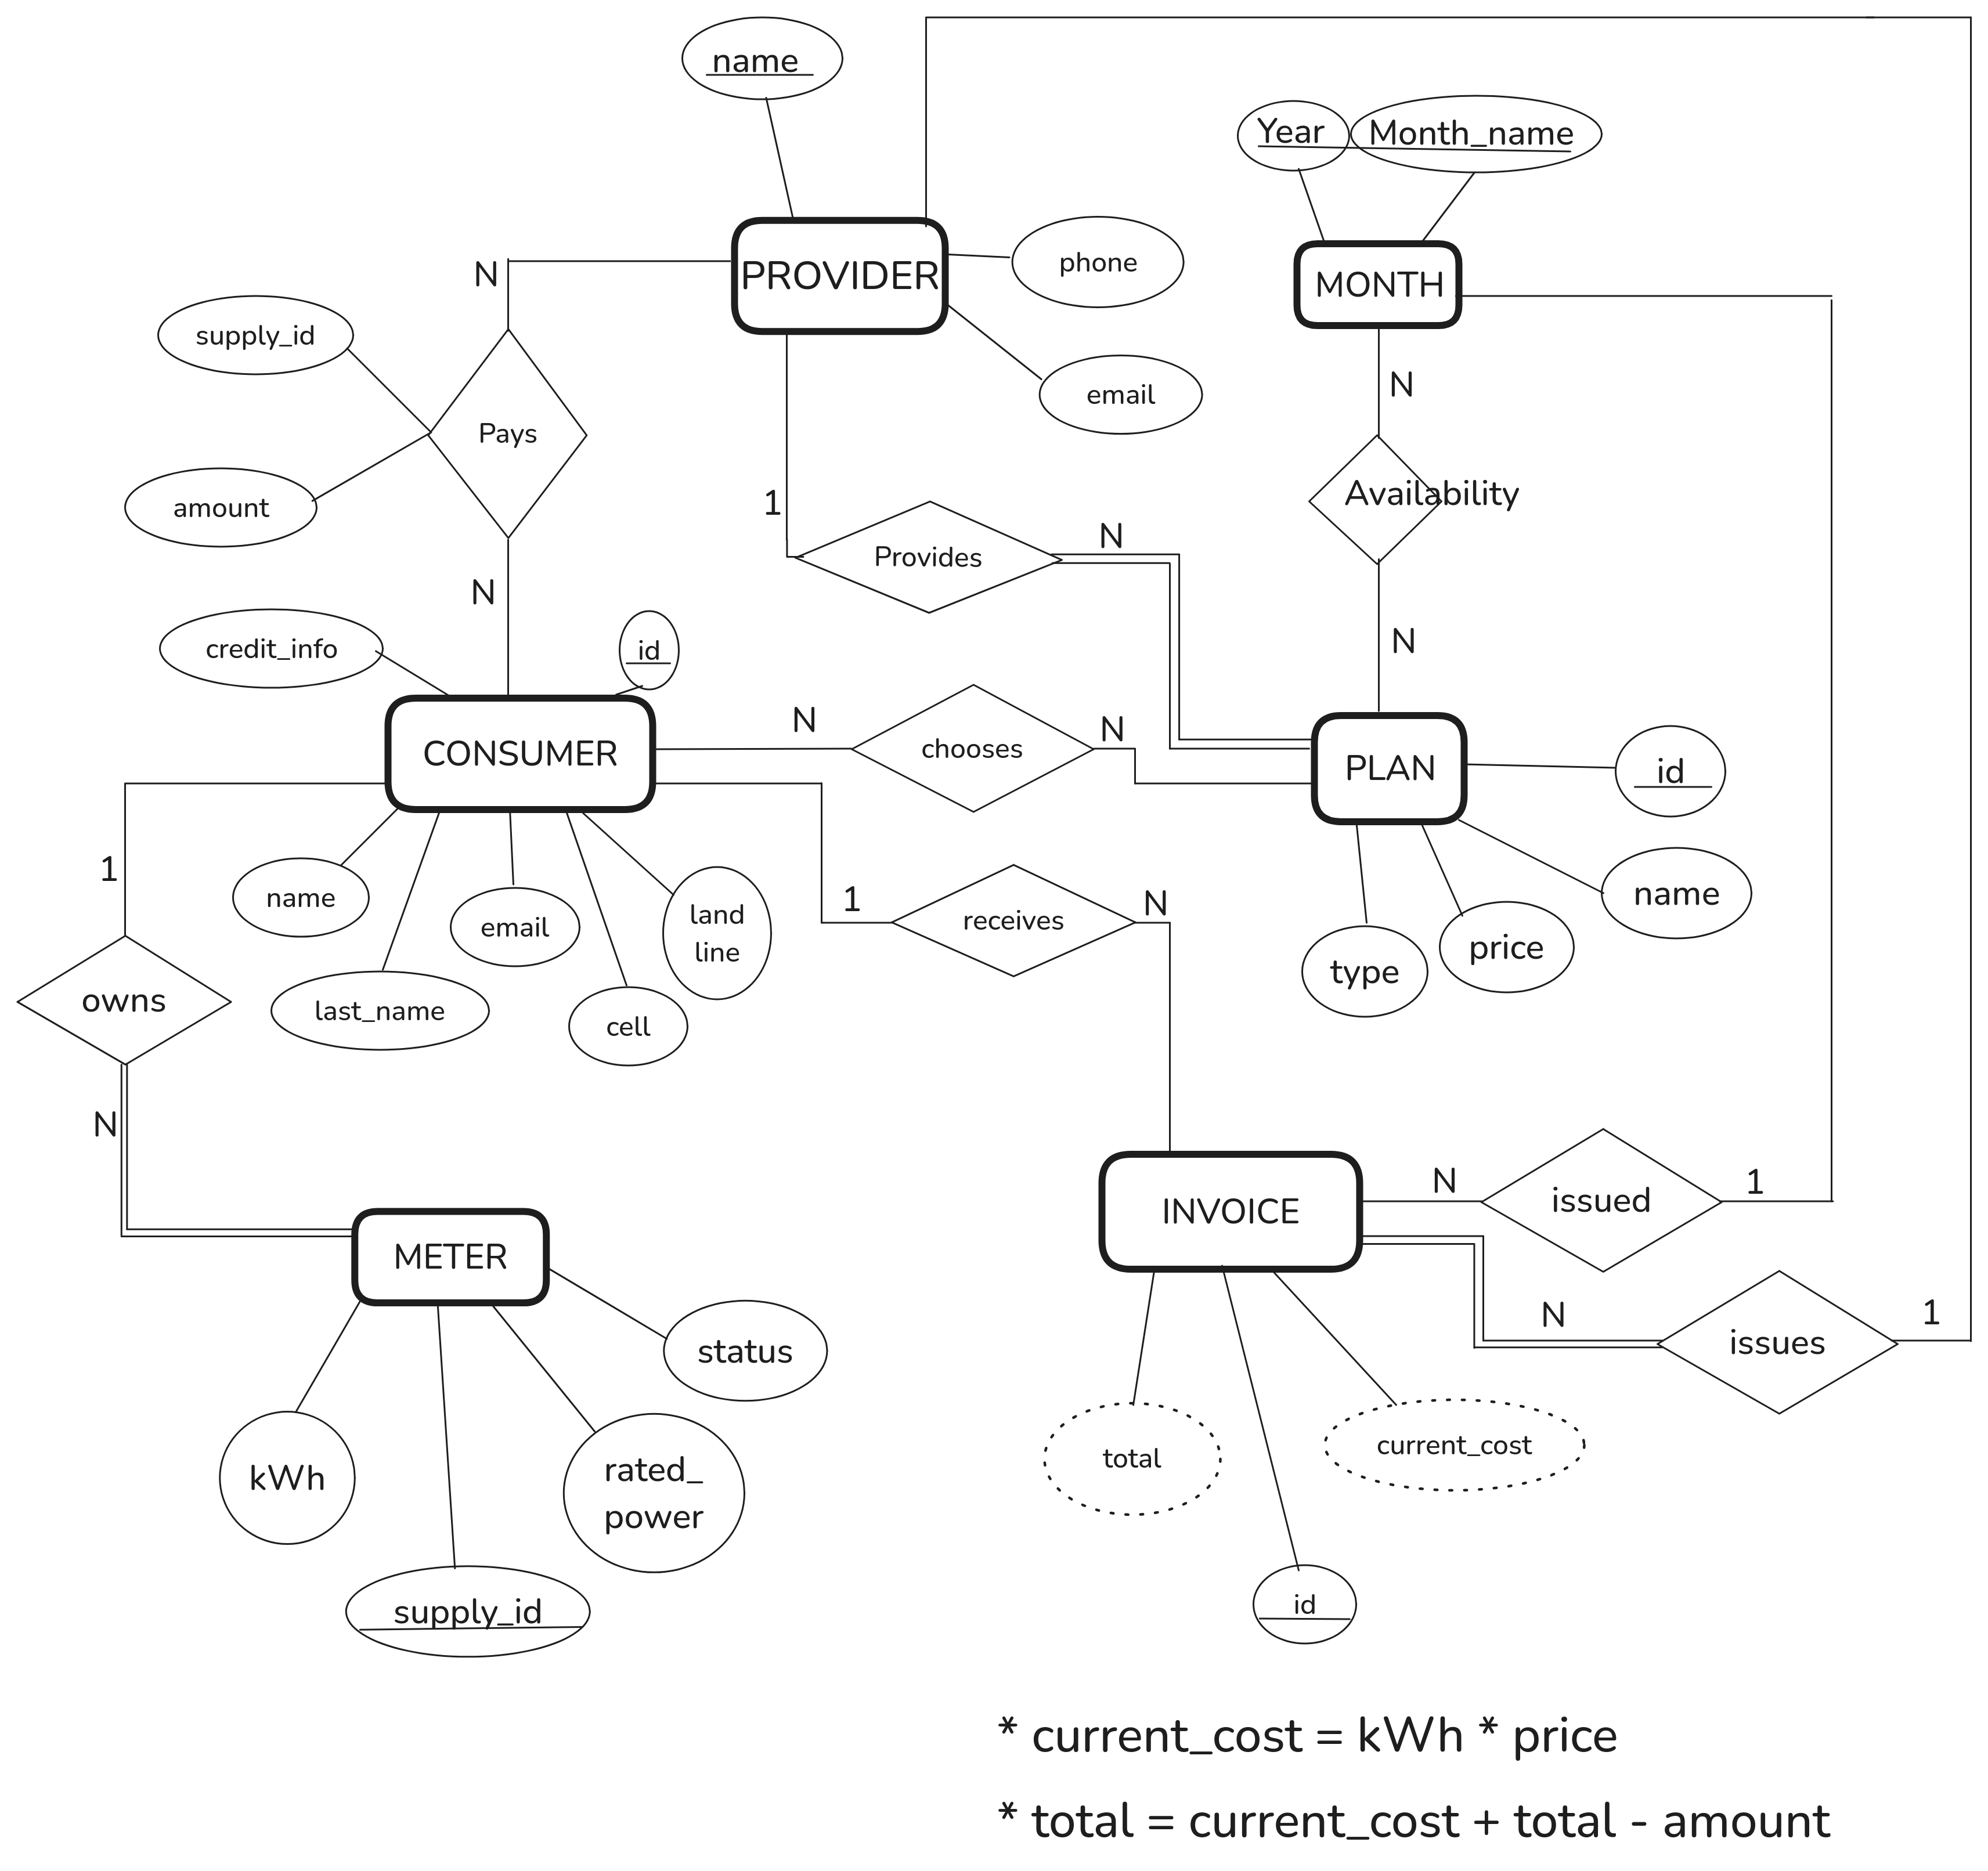 name
Year
Month_name
PROVIDER
phone
MONTH
N
supply_id
email
N
Pays
amount
1
Provides
N
Availability
N
N
credit_info
id
CONSUMER
N
chooses
N
PLAN
id
1
name
email
land
line
1
receives
N
name
type
price
owns
last_name
cell
N
INVOICE
N
issued
1
METER
status
N
issues
1
kWh
rated_
power
total
current_cost
supply_id
id
* current_cost = kWh * price
* total = current_cost + total - amount